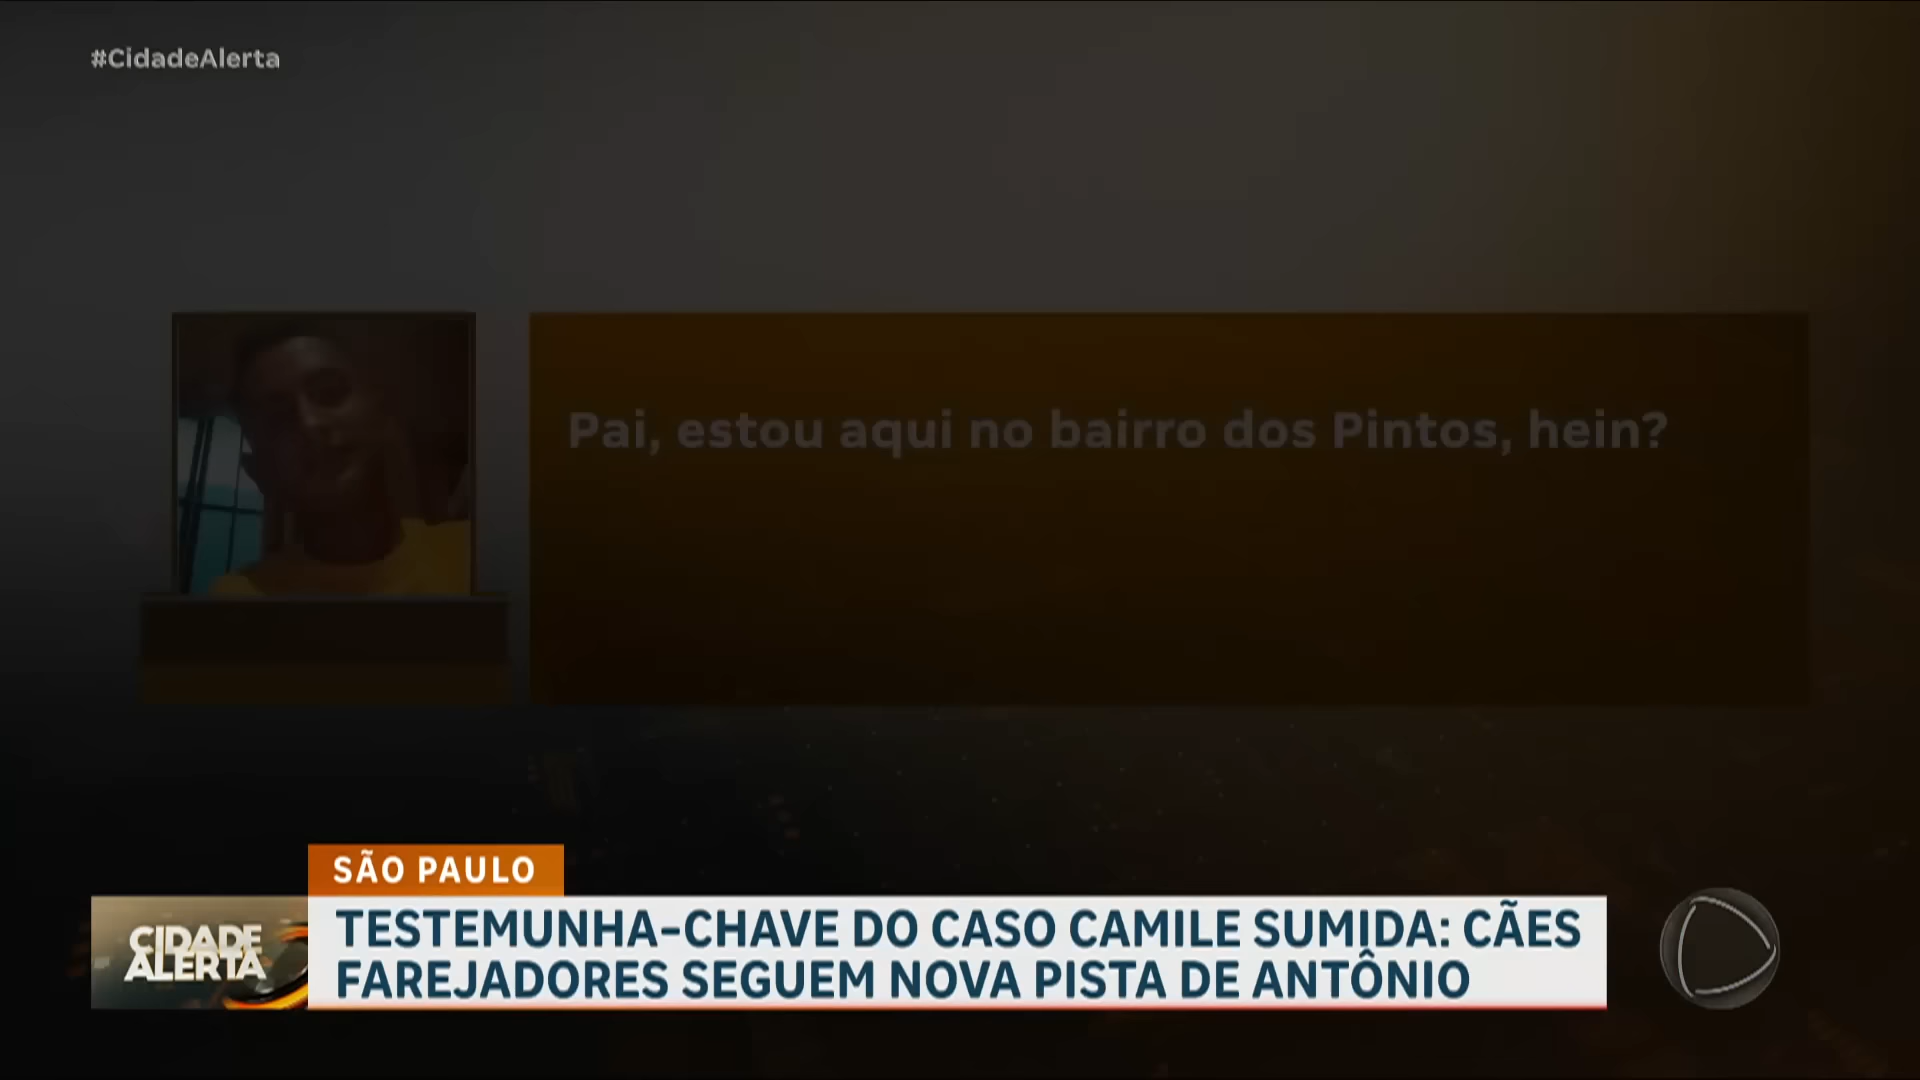 #CidadeAlerta
Pai, estou aqui no bairro dos Pintos, hein?
SÃO PAULO
CIDADE
ALERTA
TESTEMUNHA-CHAVE DO CASO CAMILE SUMIDA: CÃES
FAREJADORES SEGUEM NOVA PISTA DE ANTÔNIO